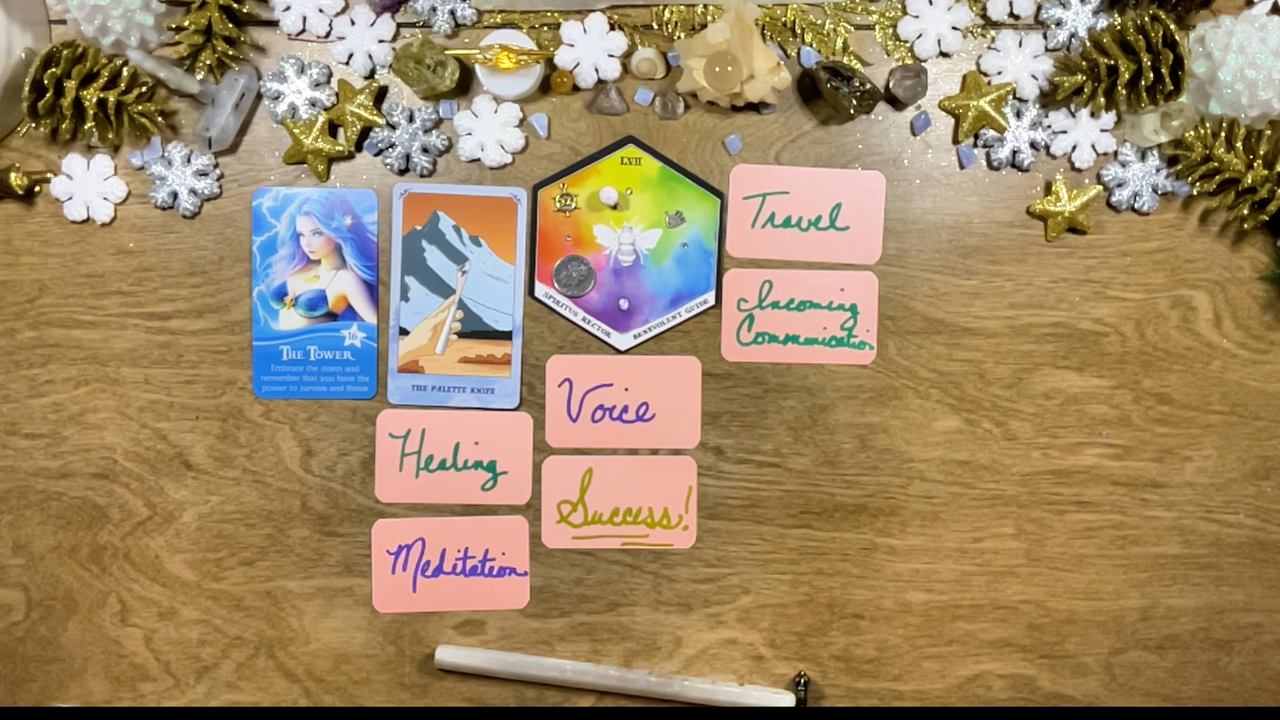 16
THE TOWER
Embrace the storm and
remember that you have the
power to survive and thrive
THE PALETTE KNIFE
LVII
SPIRITUS RECTOR
BENEVOLENT GUIDE
Travel
Incoming
Communication
Voice
Success!
Healing
Meditation